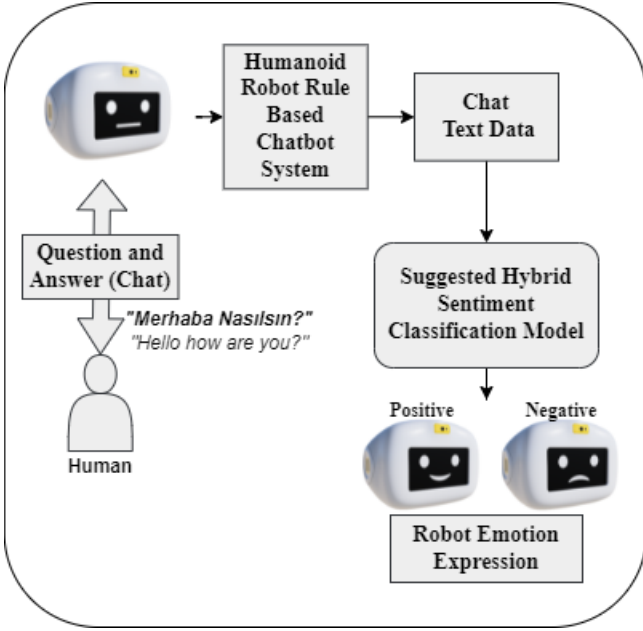 Humanoid
Robot Rule
Based
Chatbot
System
Chat
Text Data
Question and
Answer (Chat)
"Merhaba Nasılsın?"
"Hello how are you?"
Human
Suggested Hybrid
Sentiment
Classification Model
Positive
Negative
Robot Emotion
Expression